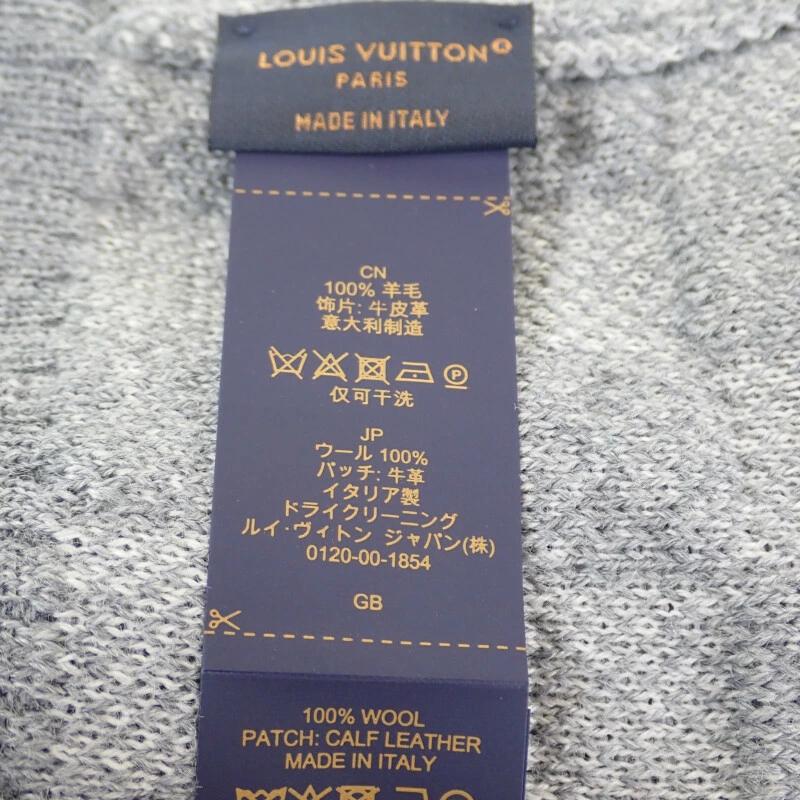 LOUIS VUITTON®
PARIS
MADE IN ITALY
CN
100% 羊毛
饰片: 牛皮革
意大利制造
P
仅可干洗
JP
ウール 100%
パッチ: 牛革
イタリア製
ドライクリーニング
ルイ・ヴィトン ジャパン(株)
0120-00-1854
GB
100% WOOL
PATCH: CALF LEATHER
MADE IN ITALY